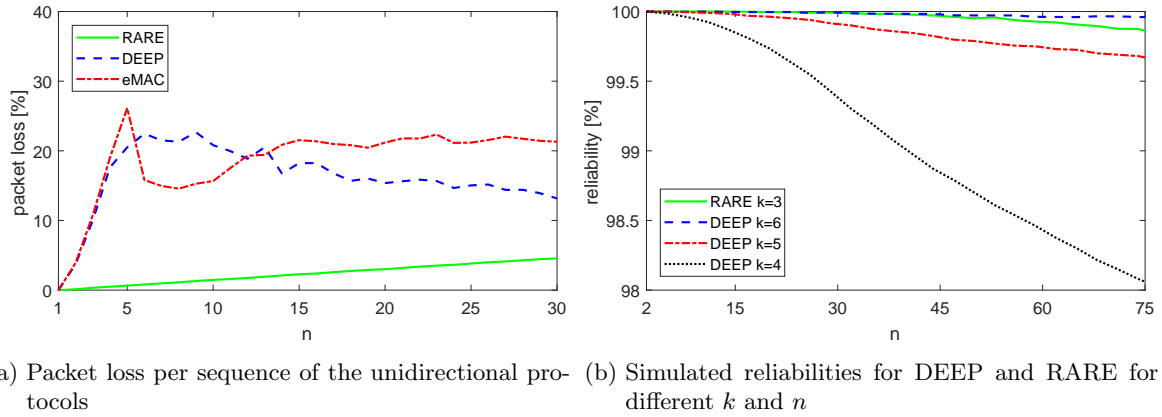 40
30
20
10
0
packet loss [%]
RARE
DEEP
eMAC
1 5 10 15 20 25 30
n
100
99.5
99
98.5
98
reliability [%]
RARE k=3
DEEP k=6
DEEP k=5
DEEP k=4
2 15 30 45 60 75
n
a) Packet loss per sequence of the unidirectional pro-
tocols
(b) Simulated reliabilities for DEEP and RARE for
different k and n